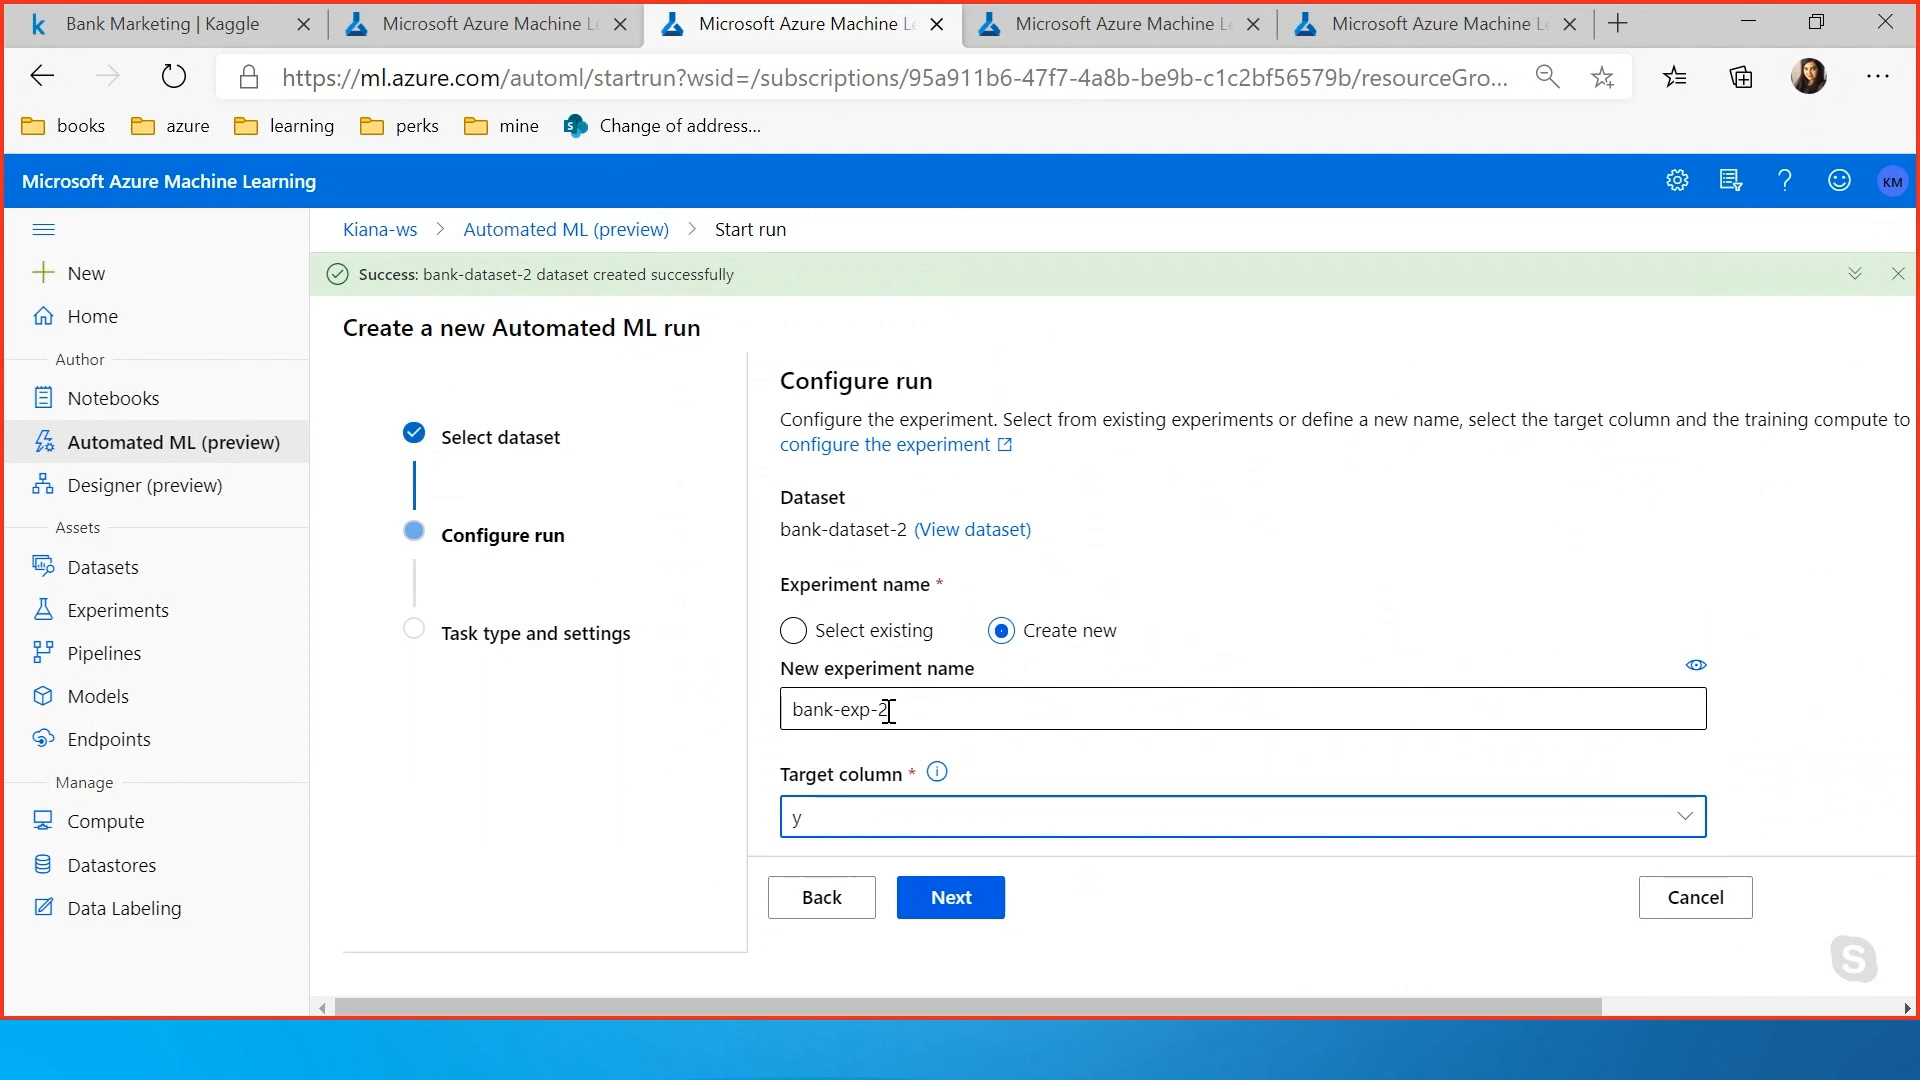 Bank Marketing | Kaggle
Microsoft Azure Machine Le
Microsoft Azure Machine Le
Microsoft Azure Machine Le
Microsoft Azure Machine Le
https://ml.azure.com/automl/startrun?wsid=/subscriptions/95a911b6-47f7-4a8b-be9b-c1c2bf56579b/resourceGro...
books
azure
learning
perks
mine
Change of address...
Microsoft Azure Machine Learning
KM
Kiana-ws > Automated ML (preview) > Start run
Success: bank-dataset-2 dataset created successfully
New
Home
Author
Notebooks
Automated ML (preview)
Designer (preview)
Assets
Datasets
Experiments
Pipelines
Models
Endpoints
Manage
Compute
Datastores
Data Labeling
Create a new Automated ML run
Select dataset
Configure run
Task type and settings
Configure run
Configure the experiment. Select from existing experiments or define a new name, select the target column and the training compute to
configure the experiment
Dataset
bank-dataset-2 (View dataset)
Experiment name *
Select existing
Create new
New experiment name
bank-exp-2
Target column *
y
Back
Next
Cancel